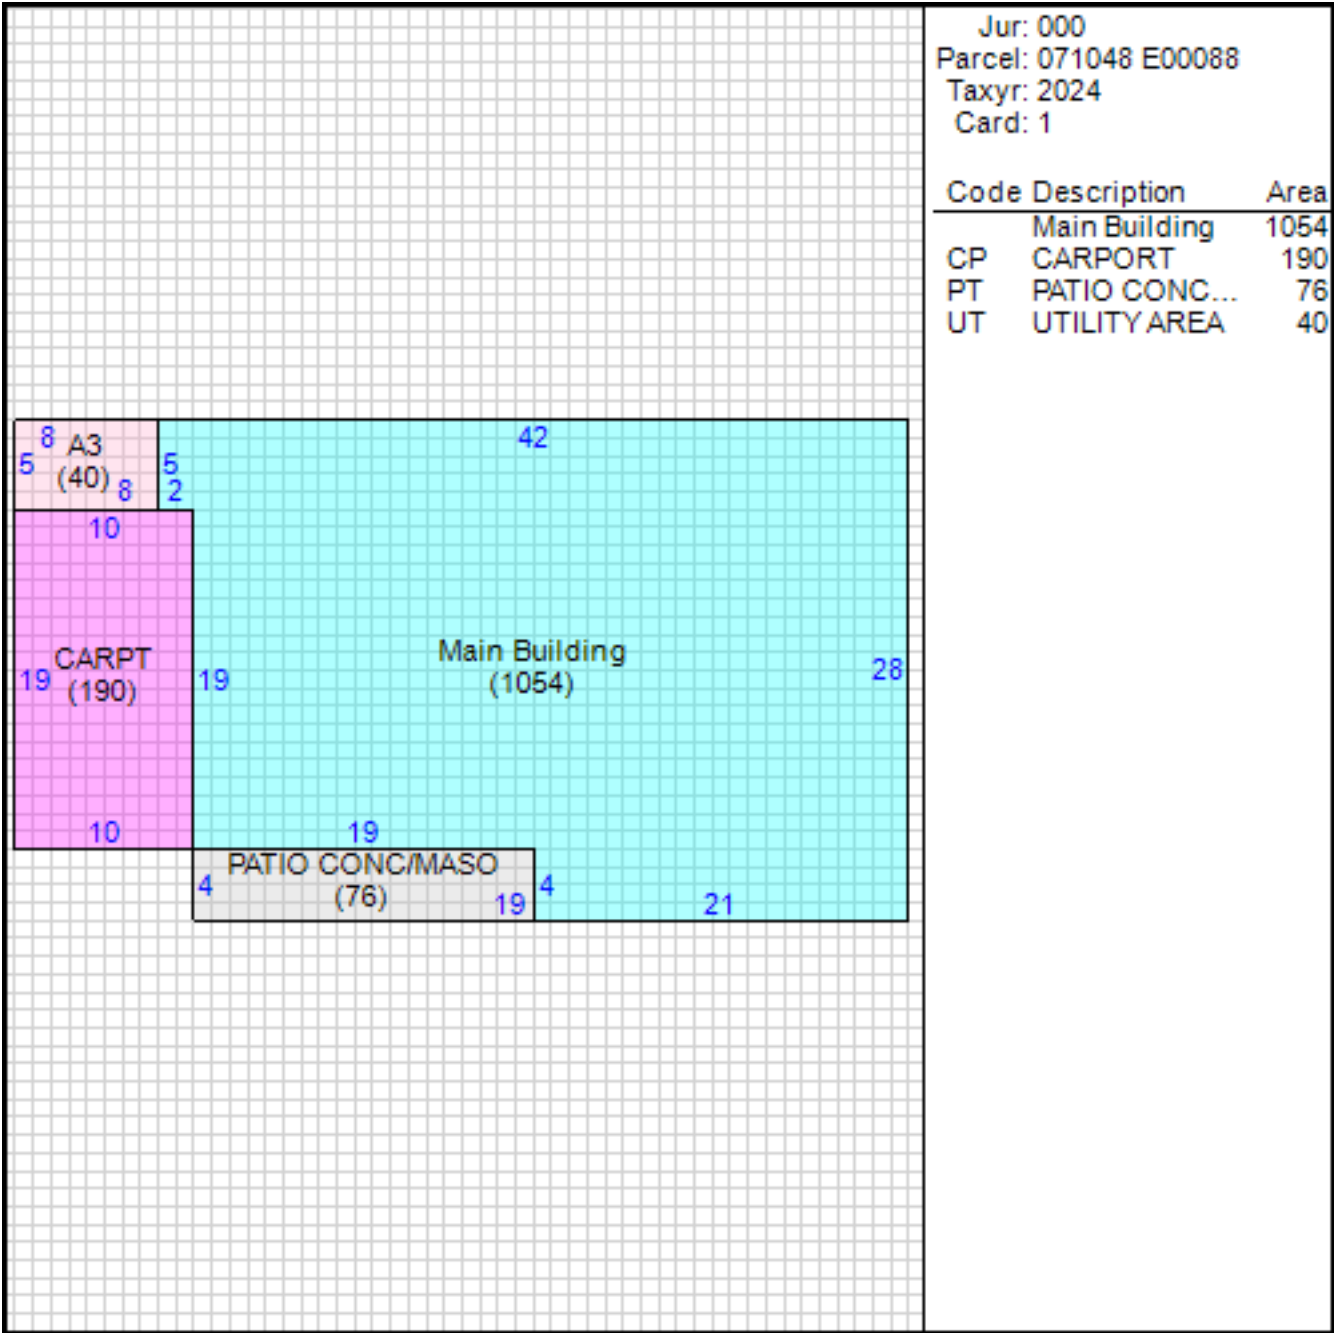 Jur: 000
Parcel: 071048 E00088
Taxyr: 2024
Card: 1
Code Description Area
Main Building 1054
CP CARPORT 190
PT PATIO CONC... 76
UT UTILITY AREA 40
8 A3 42
5 (40) 8 5
2
10
CARPT
19 (190) 19
Main Building
(1054)
28
10 19
PATIO CONC/MASO
4 (76) 19 4 21